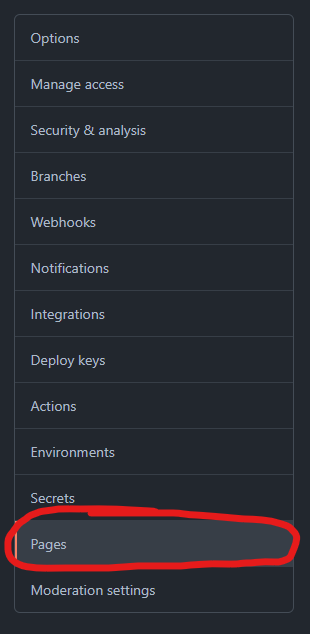 Options
Manage access
Security & analysis
Branches
Webhooks
Notifications
Integrations
Deploy keys
Actions
Environments
Secrets
Pages
Moderation settings